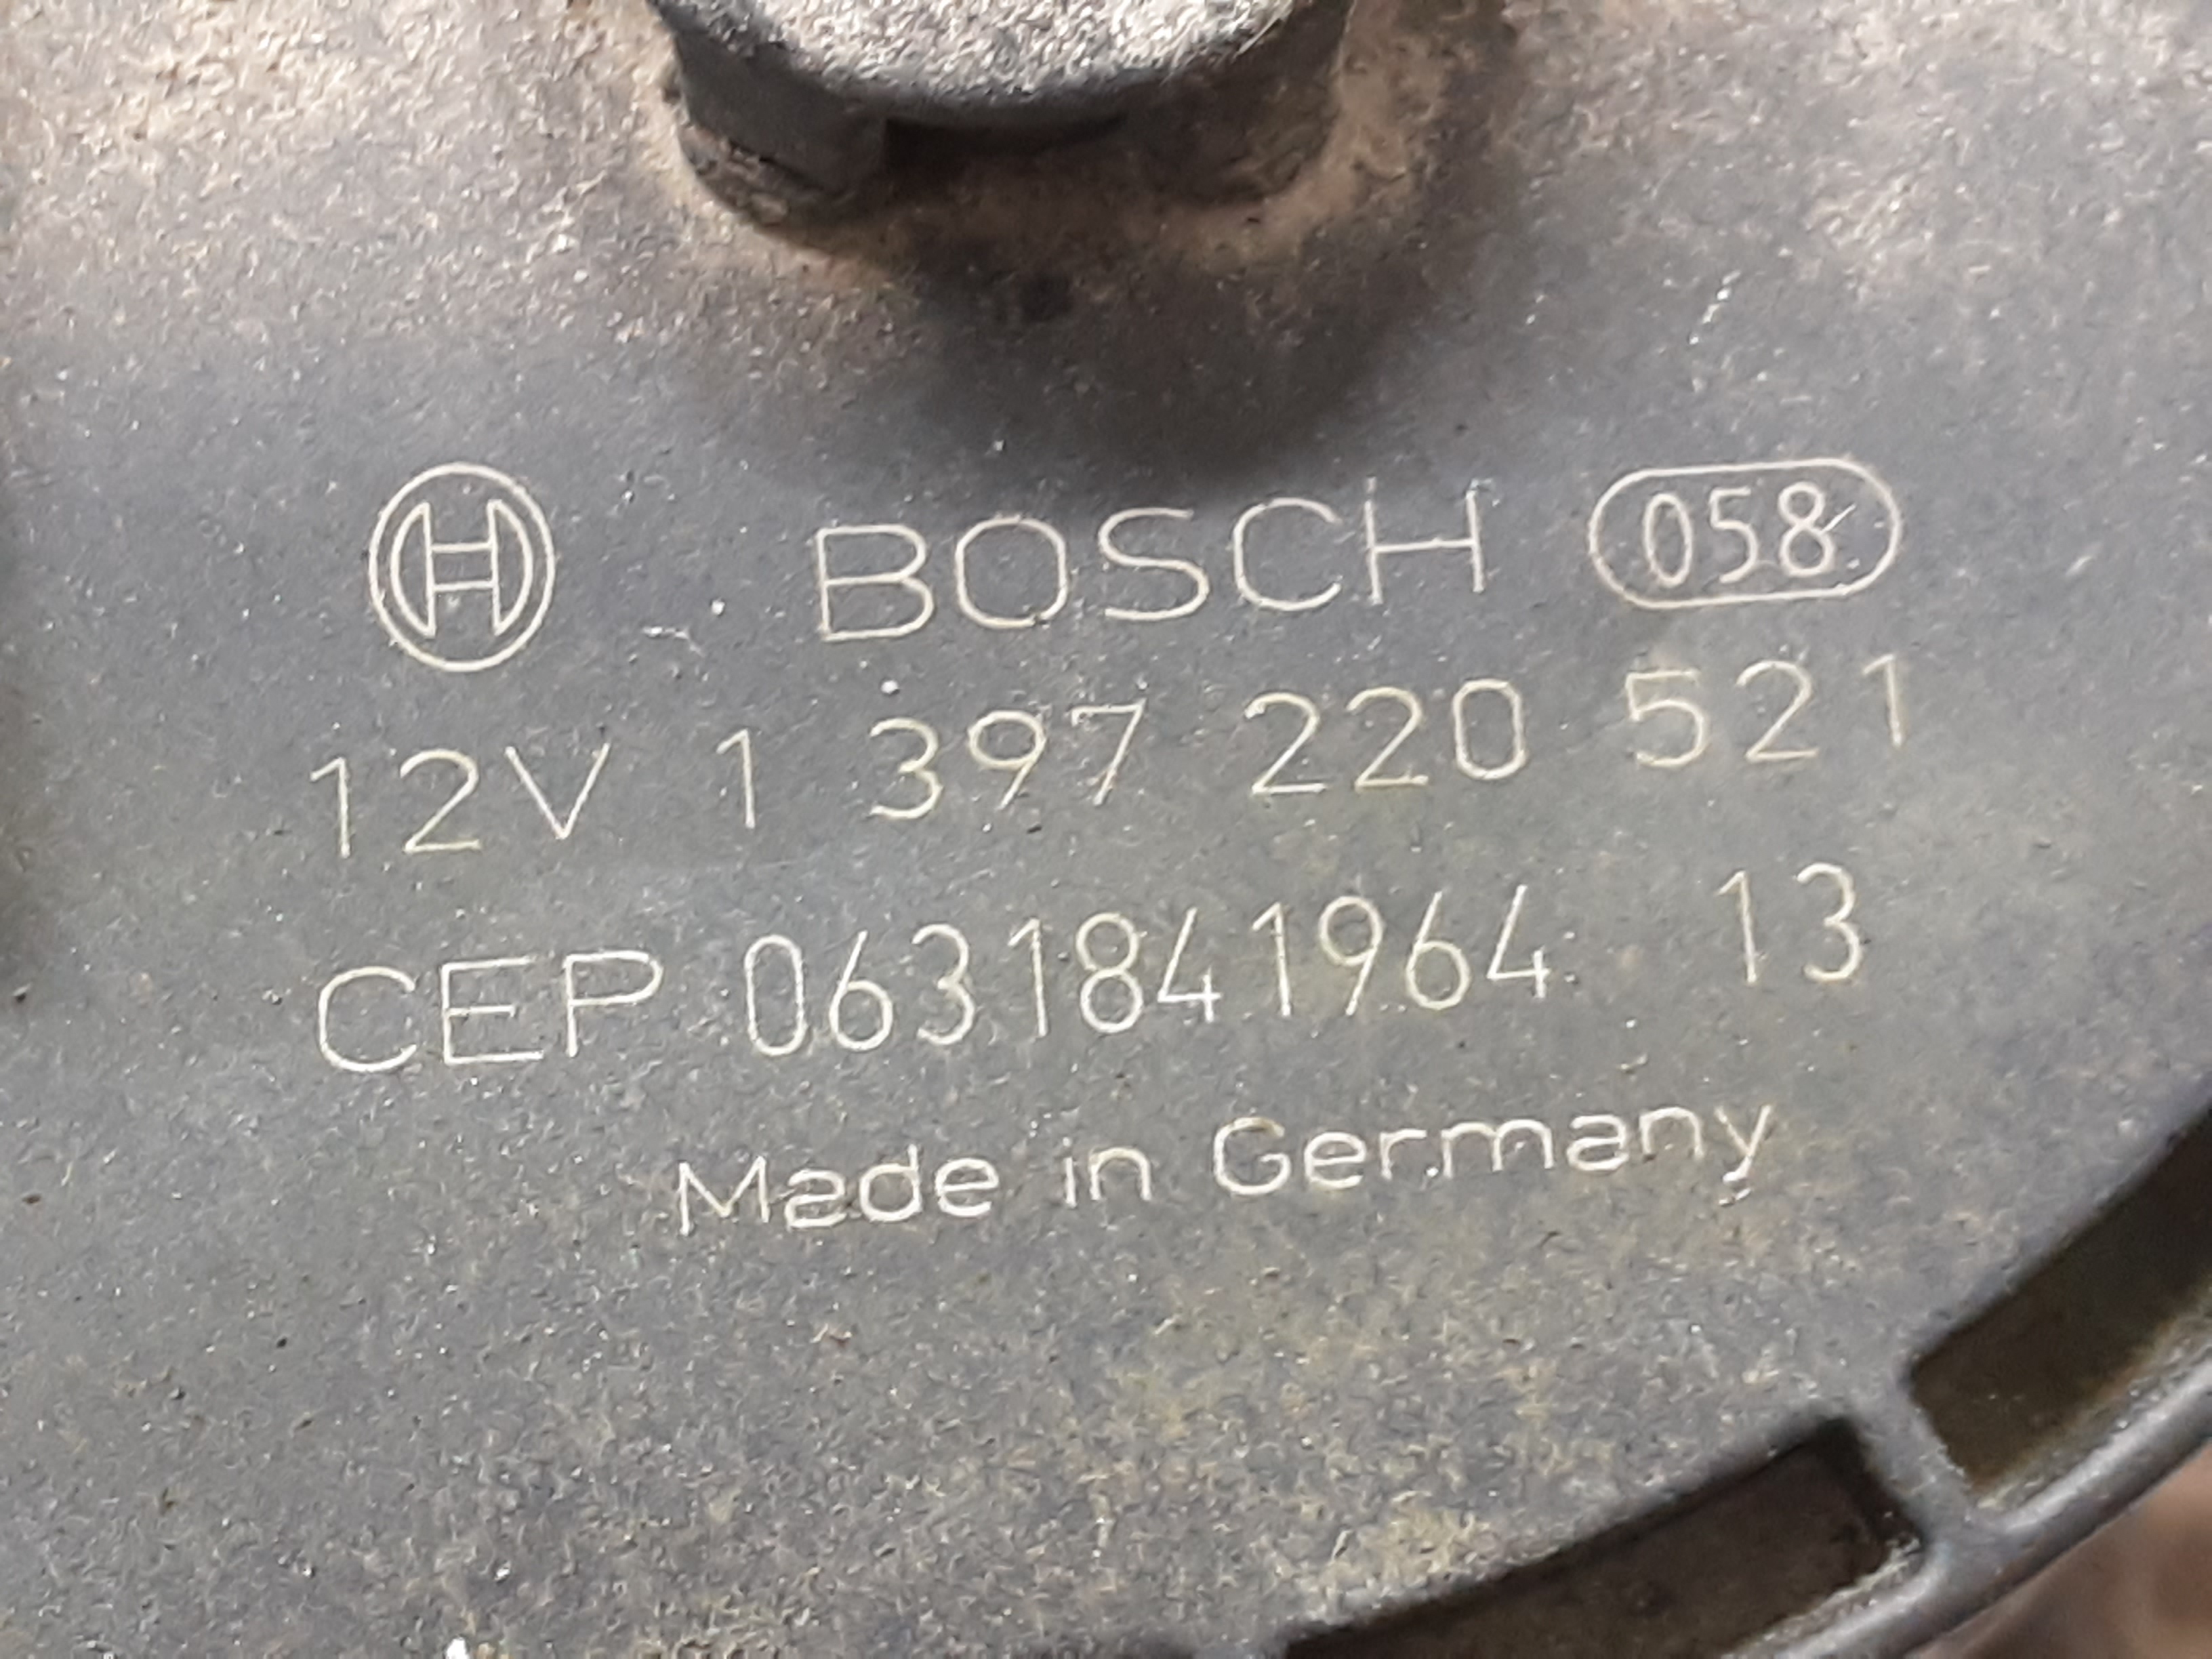 BOSCH 058
12V 1 397 220 521
CEP 0631841964 13
Made in Germany